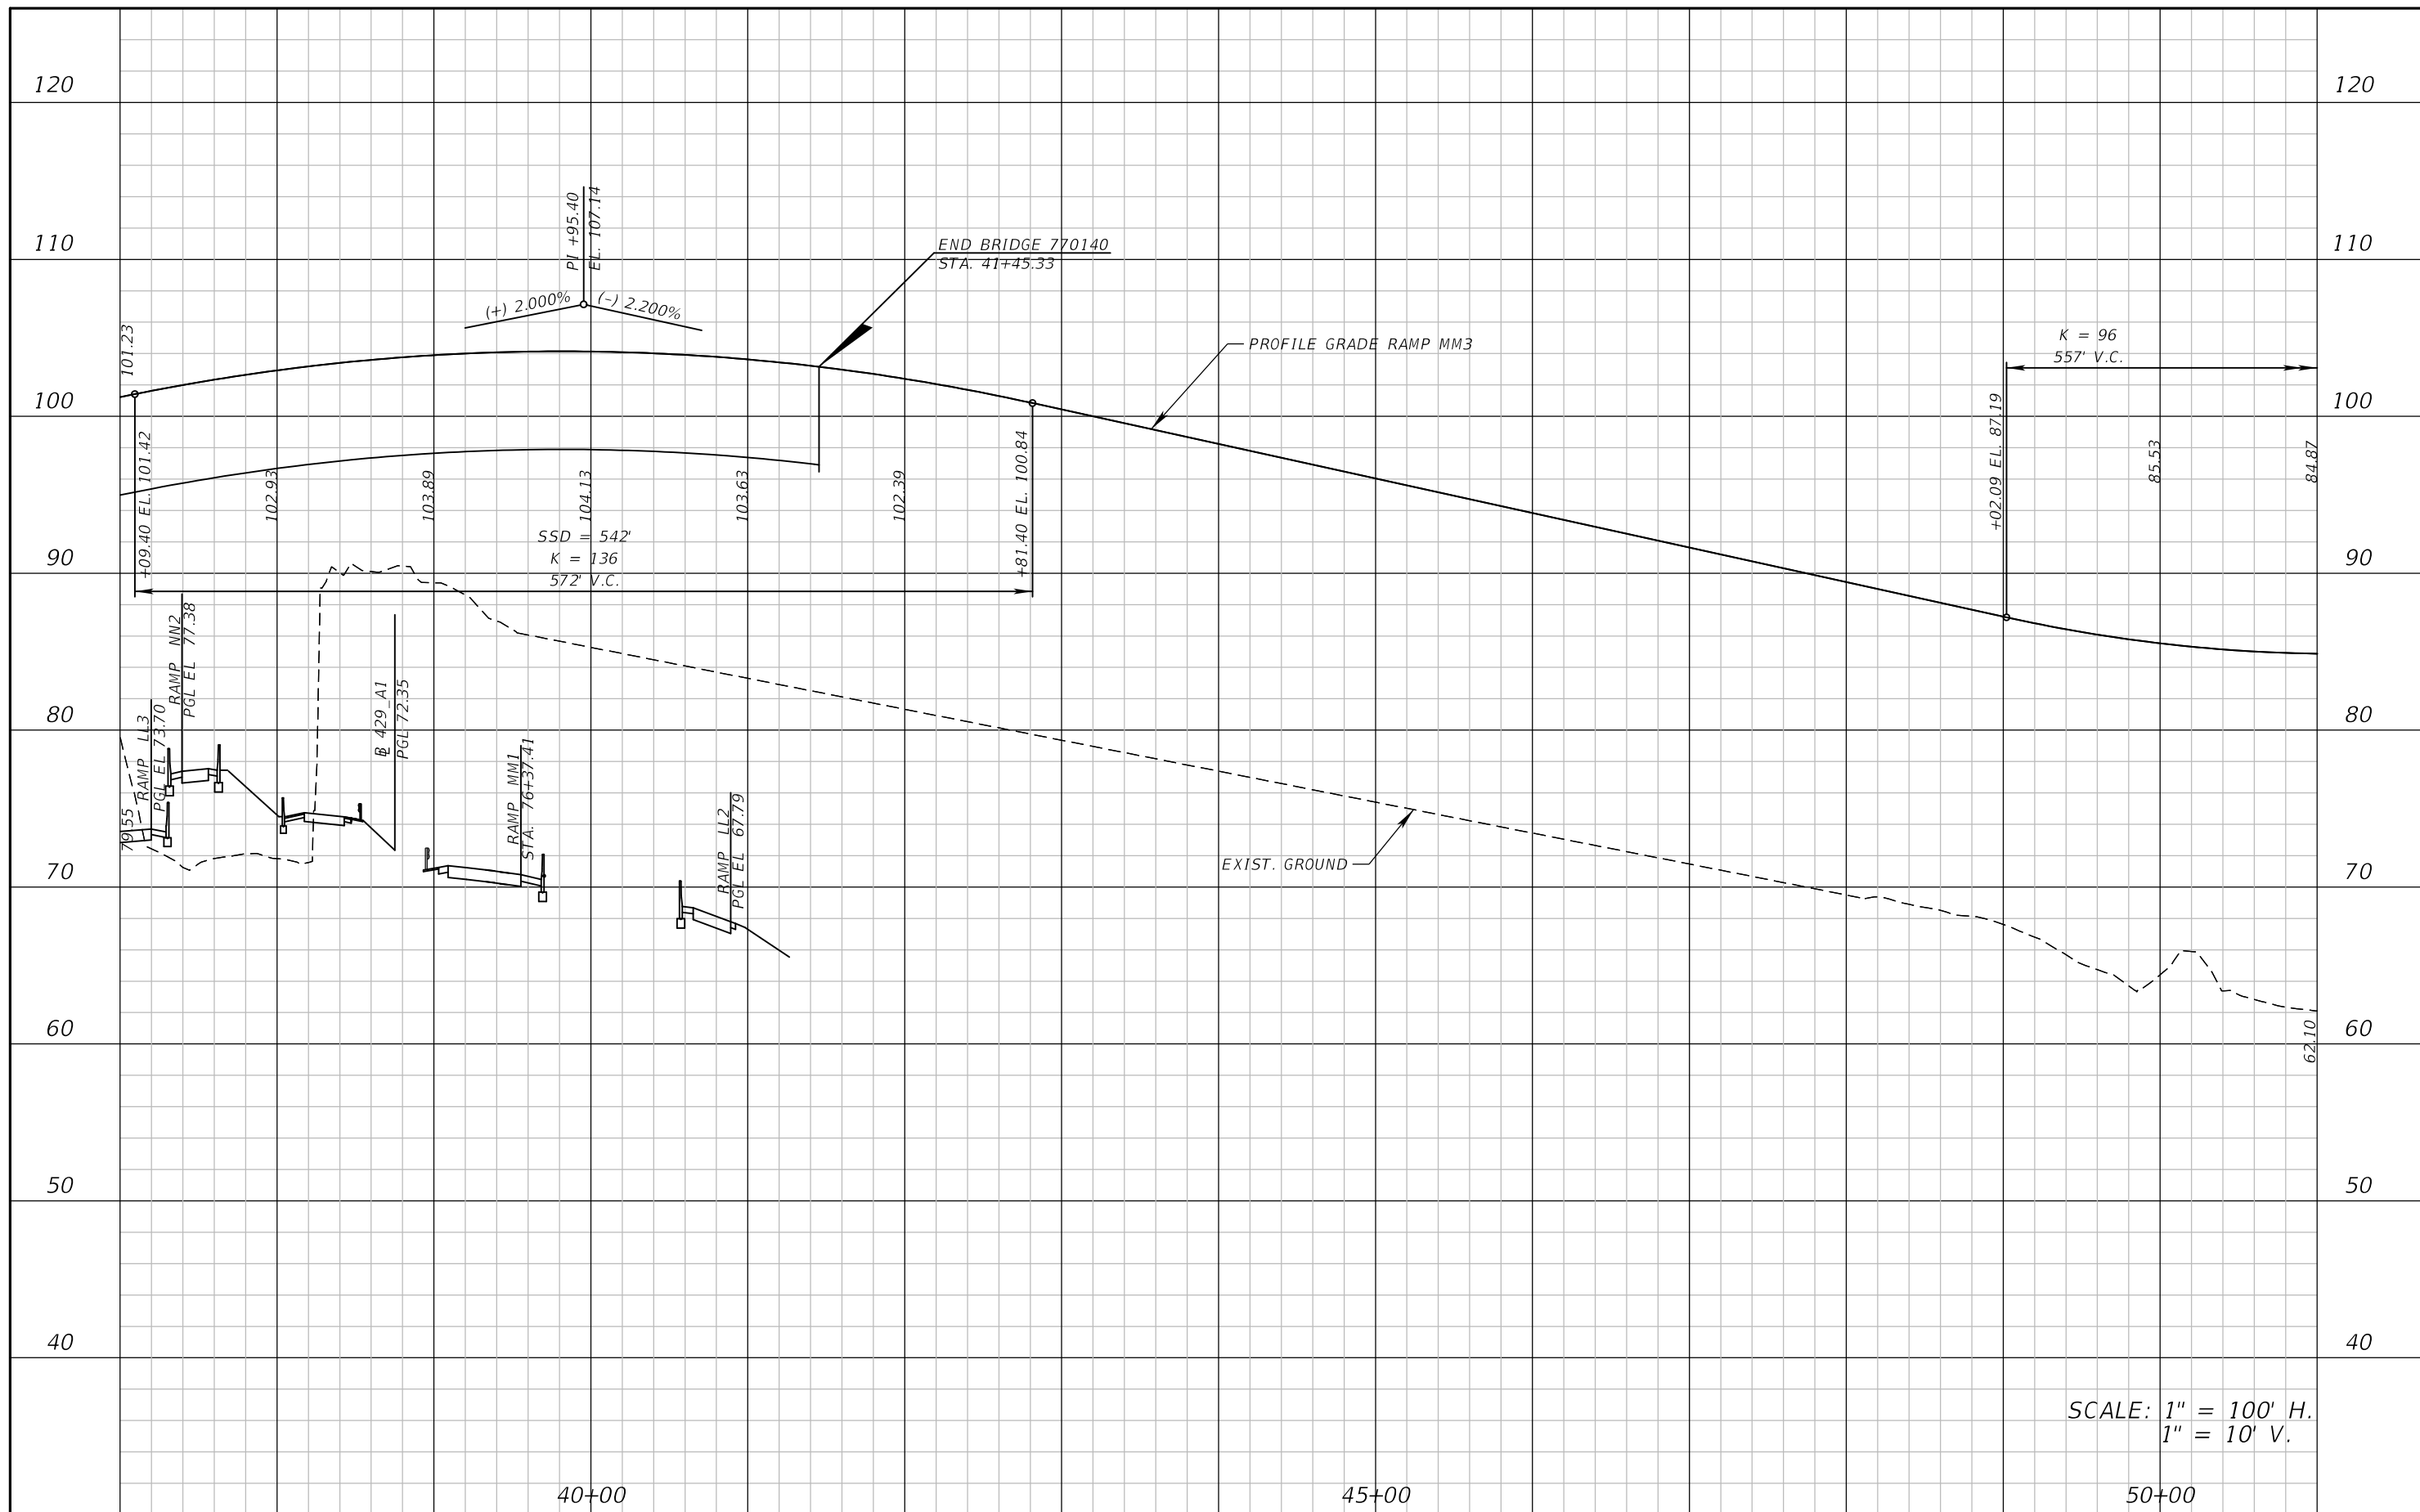 120
120
110
110
100
100
90
90
80
80
70
70
60
60
50
50
40
40
PI +95.40
EL. 107.14
(+) 2.000%
(-) 2.200%
END BRIDGE 770140
STA. 41+45.33
PROFILE GRADE RAMP MM3
K = 96
557' V.C.
101.23
+09.40 EL. 101.42
102.93
103.89
104.13
103.63
102.39
+81.40 EL. 100.84
+02.09 EL. 87.19
85.53
84.87
SSD = 542'
K = 136
572' V.C.
RAMP NN2
PGL EL 77.38
RAMP LL3
PGL EL 73.70
79.55
429_A1
PGL 72.35
RAMP MM1
STA. 76+37.41
RAMP LL2
PGL EL 67.79
EXIST. GROUND
62.10
SCALE: 1" = 100' H.
1" = 10' V.
40+00
45+00
50+00